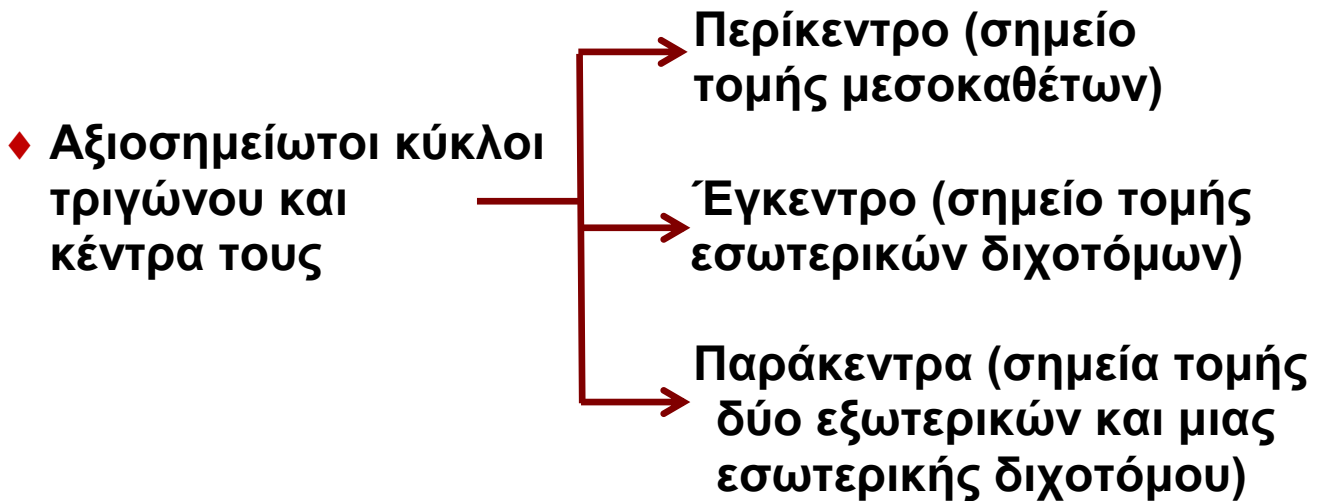 ♦ Αξιοσημείωτοι κύκλοι
τριγώνου και
κέντρα τους
Περίκεντρο (σημείο
τομής μεσοκαθέτων)
Έγκεντρο (σημείο τομής
εσωτερικών διχοτόμων)
Παράκεντρα (σημεία τομής
δύο εξωτερικών και μιας
εσωτερικής διχοτόμου)